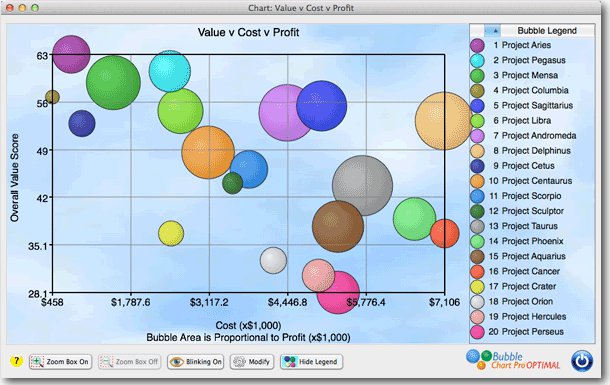 Chart: Value v Cost v Profit
Value v Cost v Profit
Bubble Legend
1 Project Aries
2 Project Pegasus
3 Project Mensa
4 Project Columbia
5 Project Sagittarius
6 Project Libra
7 Project Andromeda
8 Project Delphinus
9 Project Cetus
10 Project Centaurus
11 Project Scorpio
12 Project Sculptor
13 Project Taurus
14 Project Phoenix
15 Project Aquarius
16 Project Cancer
17 Project Crater
18 Project Orion
19 Project Hercules
20 Project Perseus
Overall Value Score
63
56
49
42
35.1
28.1
$458 $1,787.6 $3,117.2 $4,446.8 $5,776.4 $7,106
Cost (x$1,000)
Bubble Area is Proportional to Profit (x$1,000)
? Zoom Box On Zoom Box Off Blinking On Modify Hide Legend
Bubble
Chart Pro OPTIMAL